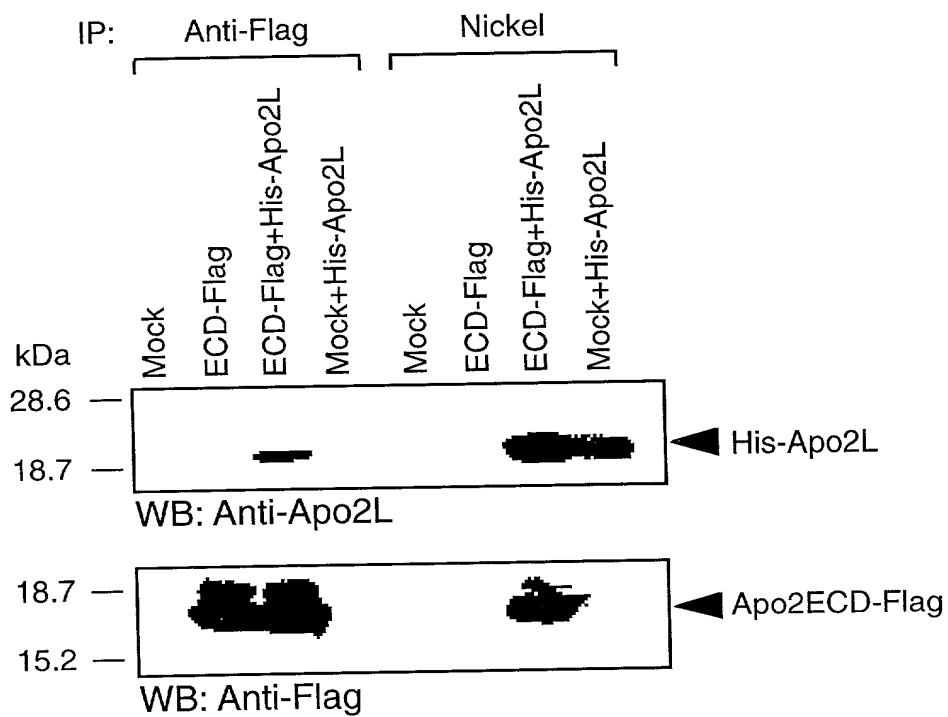 IP: Anti-Flag Nickel
Mock
ECD-Flag
ECD-Flag+His-Apo2L
Mock+His-Apo2L
Mock
ECD-Flag
ECD-Flag+His-Apo2L
Mock+His-Apo2L
kDa
28.6
18.7
His-Apo2L
WB: Anti-Apo2L
18.7
15.2
Apo2ECD-Flag
WB: Anti-Flag